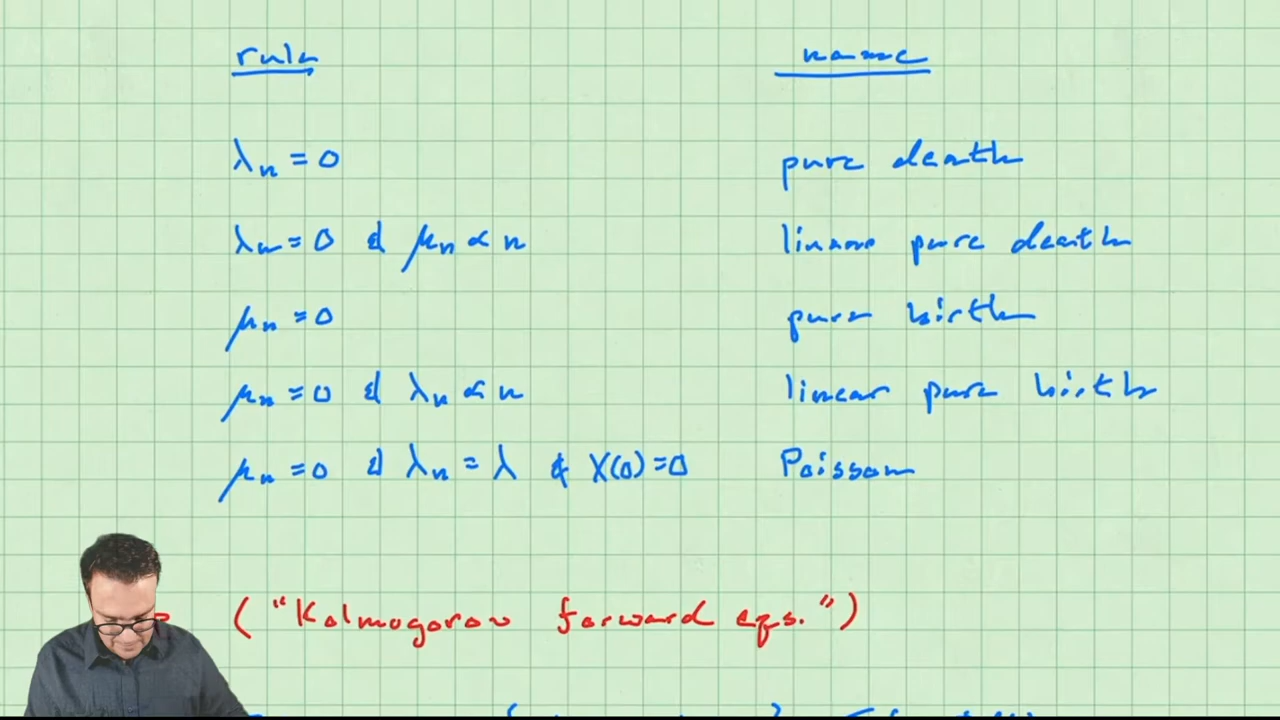 rule name
λn = 0 pure death
λn = 0 & μn ∝ n linear pure death
μn = 0 pure birth
μn = 0 & λn ∝ n linear pure birth
μn = 0 & λn = λ & X(0) = 0 Poisson
("Kolmogorov forward eqs.")